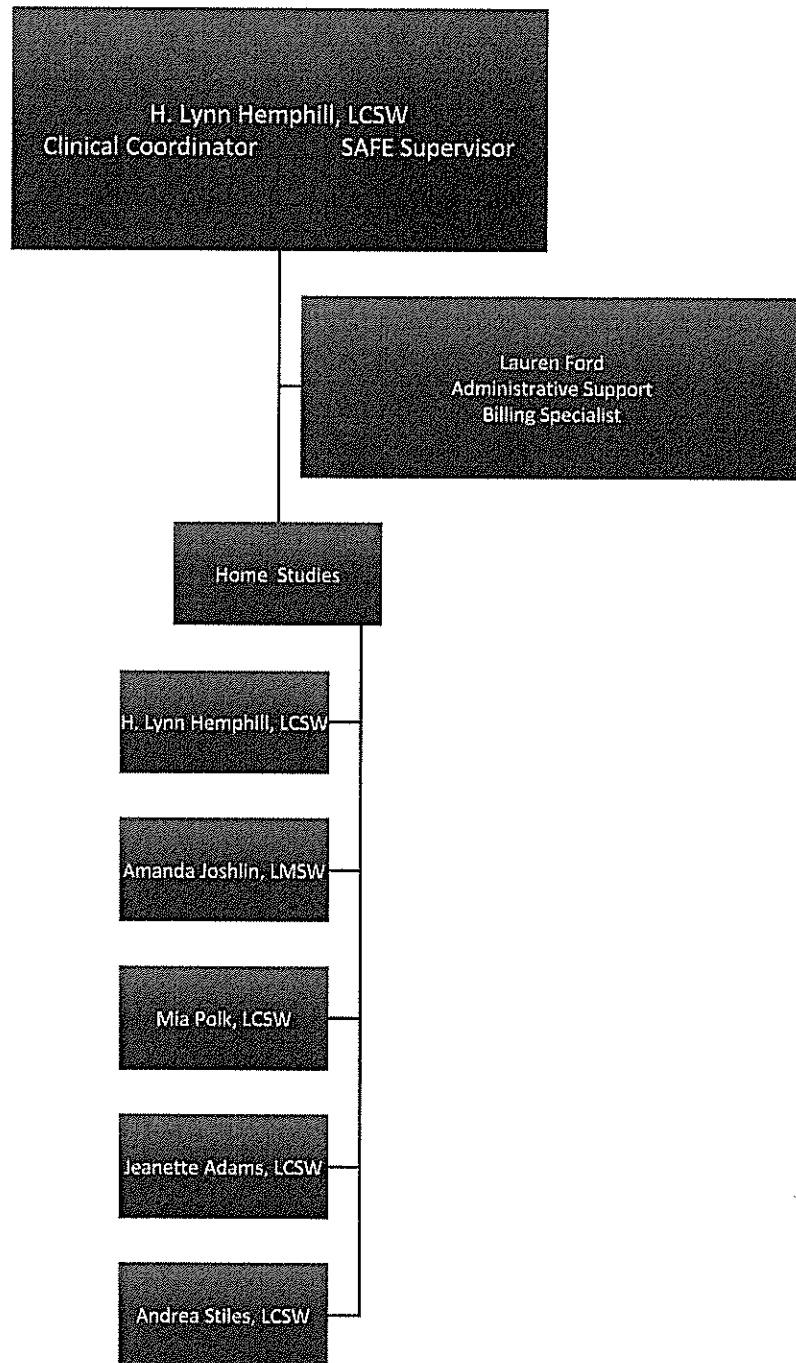 H. Lynn Hemphill, LCSW
Clinical Coordinator SAFE Supervisor
Lauren Ford
Administrative Support
Billing Specialist
Home Studies
H. Lynn Hemphill, LCSW
Amanda Joshlin, LMSW
Mia Polk, LCSW
Jeanette Adams, LCSW
Andrea Stiles, LCSW